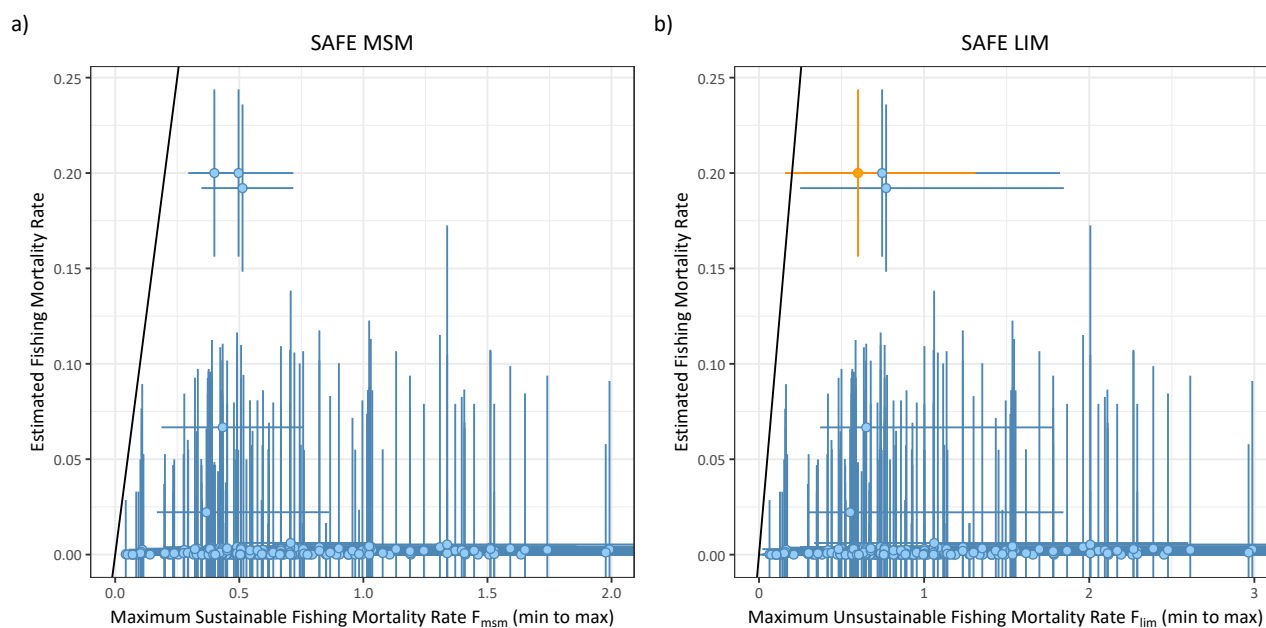 a)
SAFE MSM
Estimated Fishing Mortality Rate
0.25
0.20
0.15
0.10
0.05
0.00
0.0 0.5 1.0 1.5 2.0
Maximum Sustainable Fishing Mortality Rate Fmsm (min to max)
b)
SAFE LIM
Estimated Fishing Mortality Rate
0.25
0.20
0.15
0.10
0.05
0.00
0 1 2 3
Maximum Unsustainable Fishing Mortality Rate Flim (min to max)